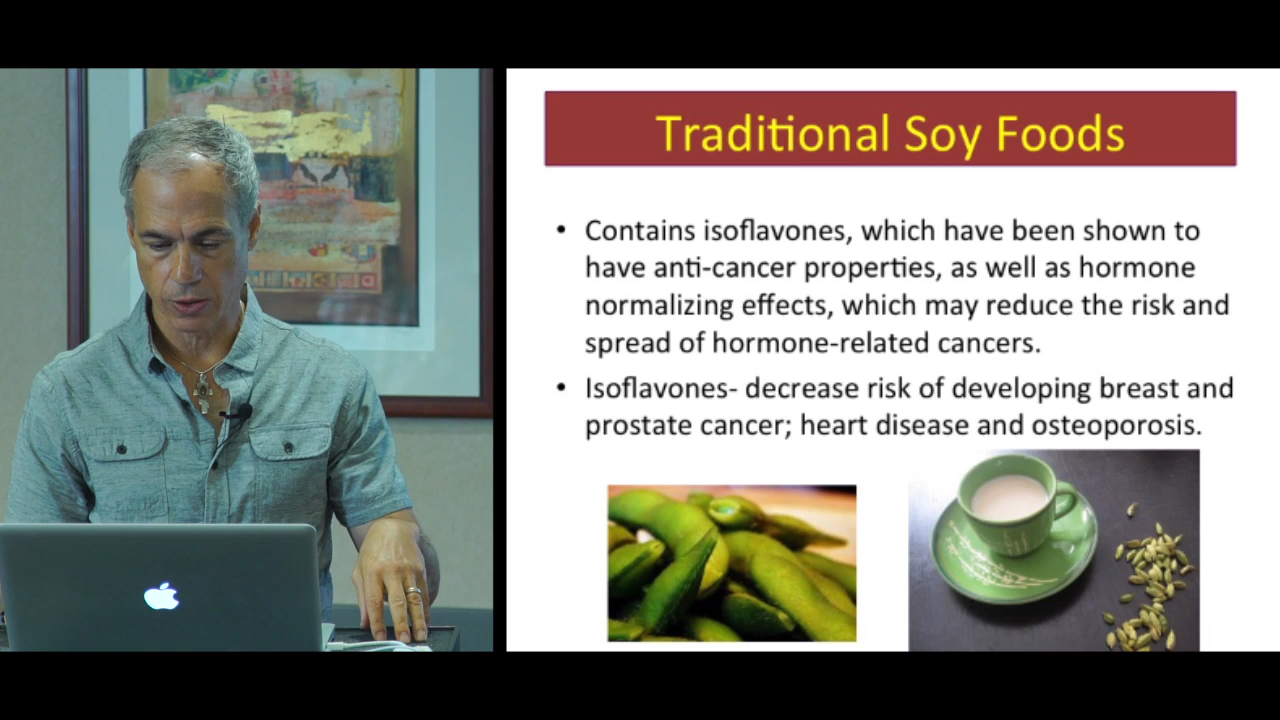 Traditional Soy Foods
• Contains isoflavones, which have been shown to
have anti-cancer properties, as well as hormone
normalizing effects, which may reduce the risk and
spread of hormone-related cancers.
• Isoflavones- decrease risk of developing breast and
prostate cancer; heart disease and osteoporosis.